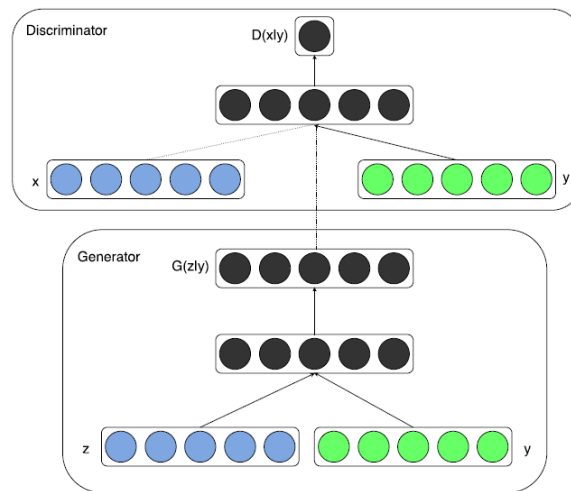 Discriminator
D(x|y)
x
y
Generator
G(z|y)
z
y